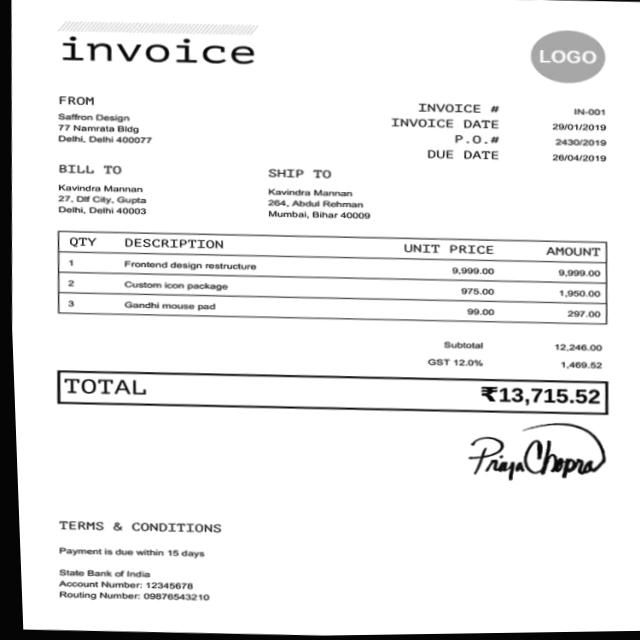 invoice
LOGO
FROM
Saffron Design
77 Namrata Bldg
Delhi, Delhi 400077
INVOICE # IN-001
INVOICE DATE 29/01/2019
P.O.# 2430/2019
DUE DATE 26/04/2019
BILL TO
Kavindra Mannan
27, Dlf City, Gupta
Delhi, Delhi 40003
SHIP TO
Kavindra Mannan
264, Abdul Rehman
Mumbai, Bihar 40009
QTY DESCRIPTION UNIT PRICE AMOUNT
1 Frontend design restructure 9,999.00 9,999.00
2 Custom icon package 975.00 1,950.00
3 Gandhi mouse pad 99.00 297.00
Subtotal 12,246.00
GST 12.0% 1,469.52
TOTAL ₹13,715.52
Priya Chopra
TERMS & CONDITIONS
Payment is due within 15 days
State Bank of India
Account Number: 12345678
Routing Number: 09876543210